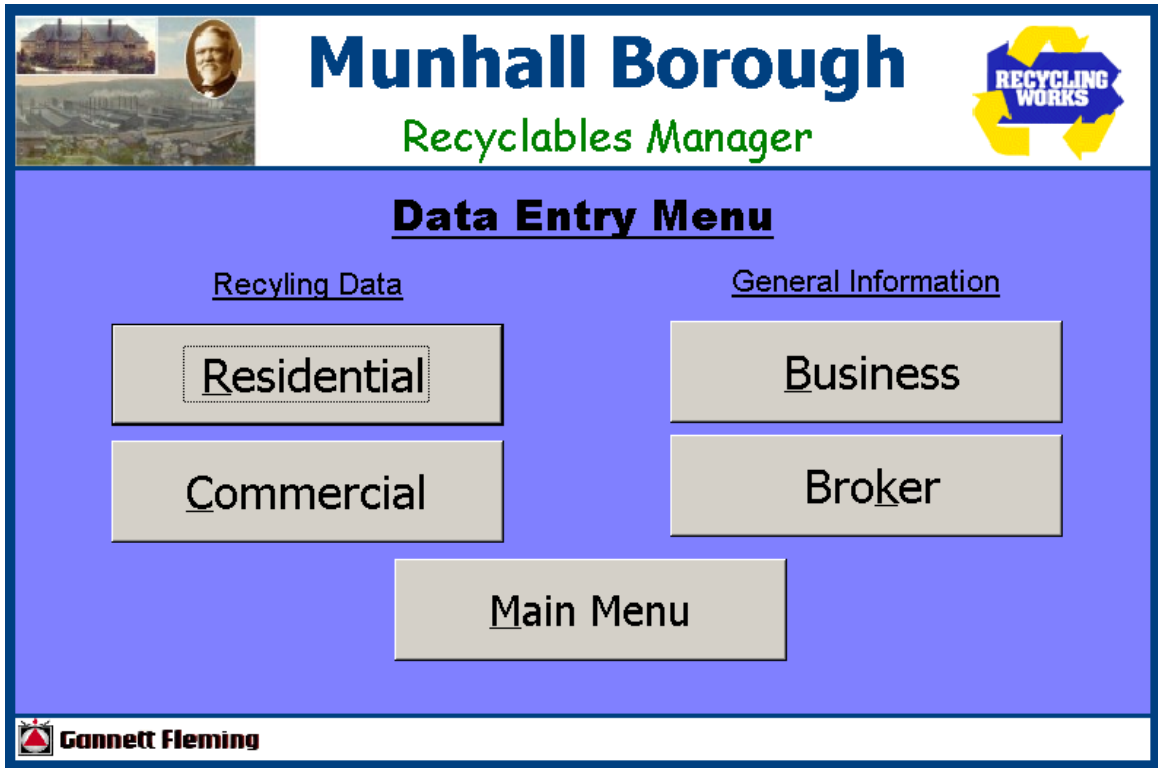 Munhall Borough
Recyclables Manager
RECYCLING
WORKS
Data Entry Menu
Recyling Data
General Information
Residential
Business
Commercial
Broker
Main Menu
Gannett Fleming